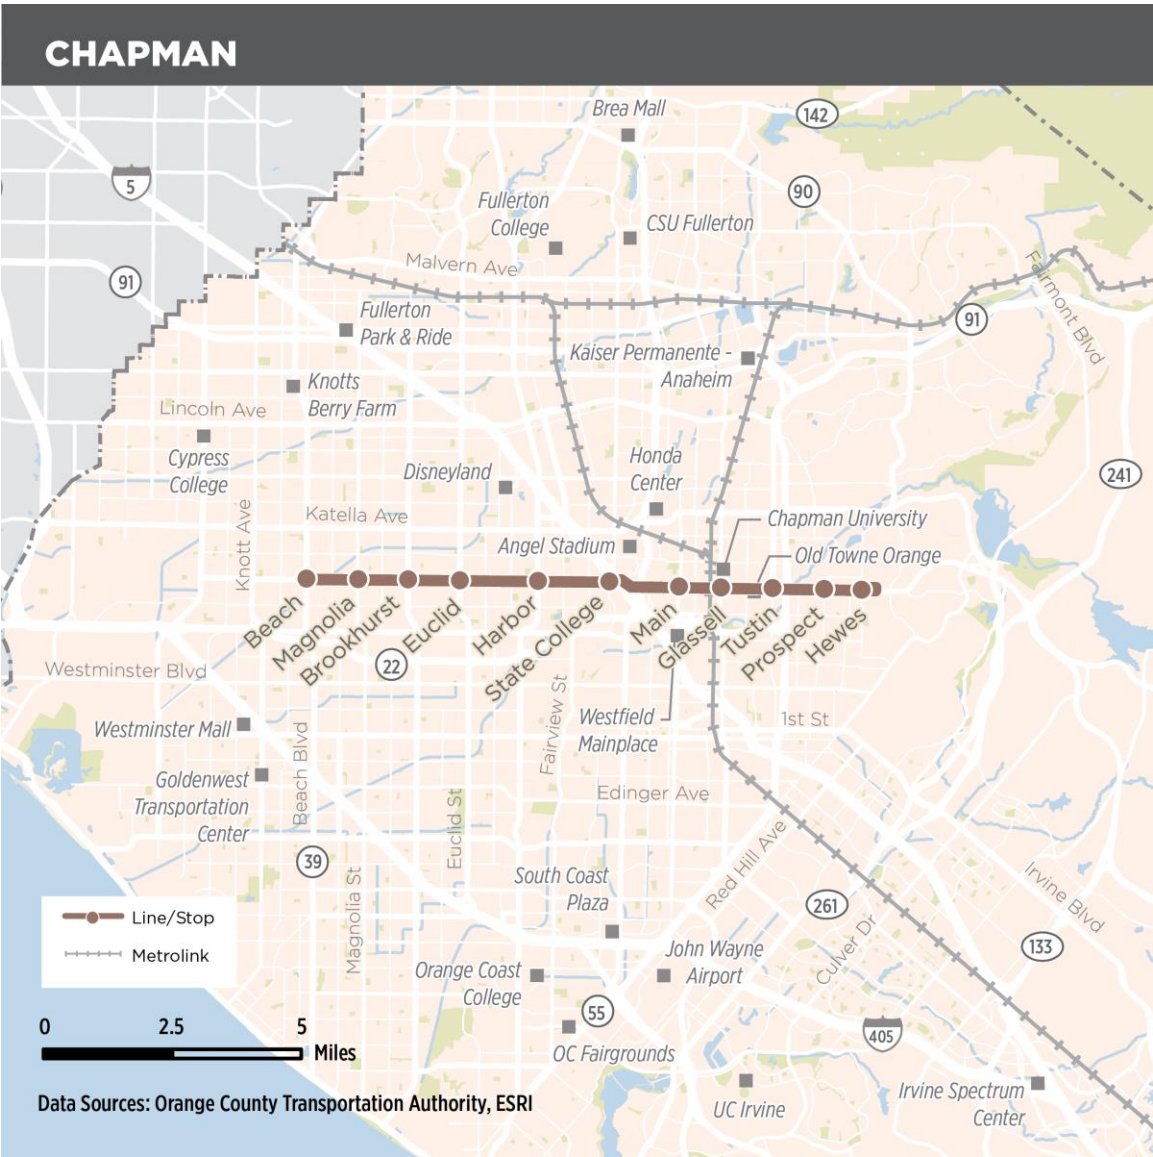 CHAPMAN
Brea Mall
142
5
90
Fullerton
College
CSU Fullerton
Malvern Ave
91
Fairmont Blvd
Fullerton
Park & Ride
91
Kaiser Permanente -
Anaheim
Knotts
Berry Farm
Lincoln Ave
Cypress
College
Disneyland
Honda
Center
241
Knott Ave
Katella Ave
Chapman University
Angel Stadium
Old Towne Orange
Beach
Magnolia
Brookhurst
Euclid
Harbor
State College
Main
Glassell
Tustin
Prospect
Hewes
22
Westminster Blvd
Fairview St
Westfield
Mainplace
1st St
Westminster Mall
Beach Blvd
Goldenwest
Transportation
Center
Edinger Ave
Euclid St
39
Red Hill Ave
Magnolia St
South Coast
Plaza
261
Irvine Blvd
Culver Dr
133
Line/Stop
Metrolink
John Wayne
Airport
Orange Coast
College
55
405
OC Fairgrounds
UC Irvine
Irvine Spectrum
Center
0 2.5 5
Miles
Data Sources: Orange County Transportation Authority, ESRI